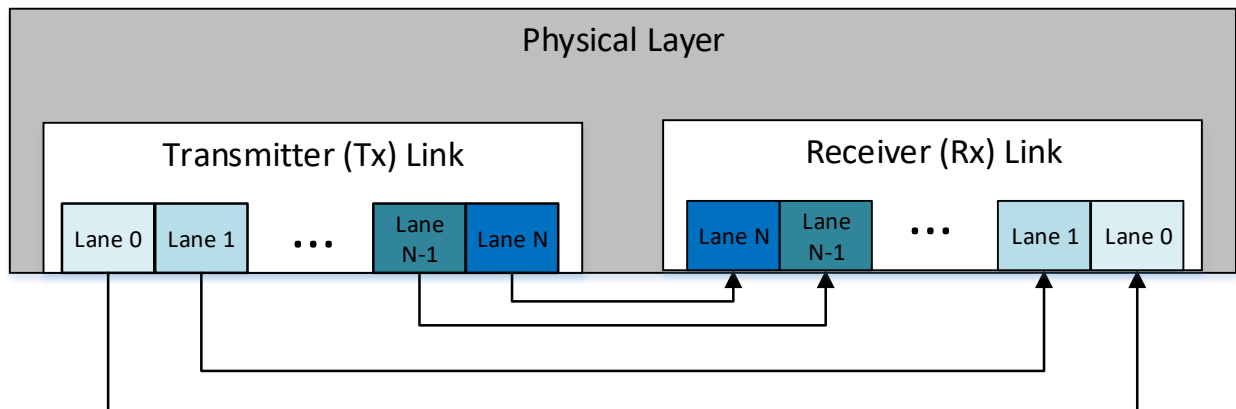 Physical Layer
Transmitter (Tx) Link
Receiver (Rx) Link
Lane 0
Lane 1
...
Lane
N-1
Lane N
Lane N
Lane
N-1
...
Lane 1
Lane 0